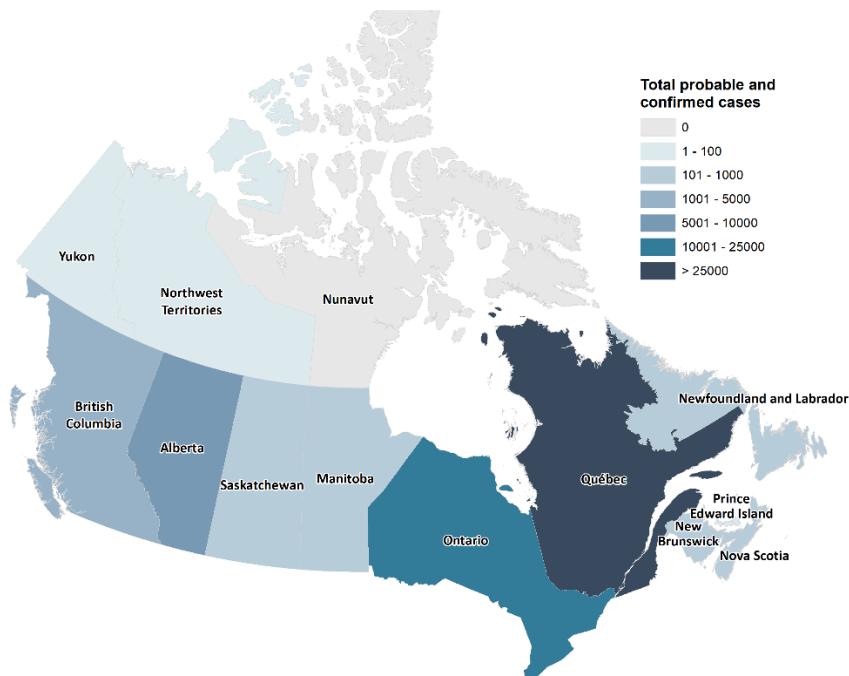 Total probable and
confirmed cases
0
1 - 100
101 - 1000
1001 - 5000
5001 - 10000
10001 - 25000
> 25000
Yukon
Northwest
Territories
Nunavut
British
Columbia
Alberta
Saskatchewan
Manitoba
Ontario
Québec
Newfoundland and Labrador
Prince
Edward Island
New
Brunswick
Nova Scotia